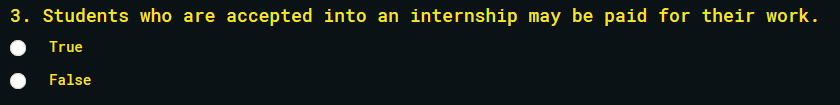 3. Students who are accepted into an internship may be paid for their work.
True
False